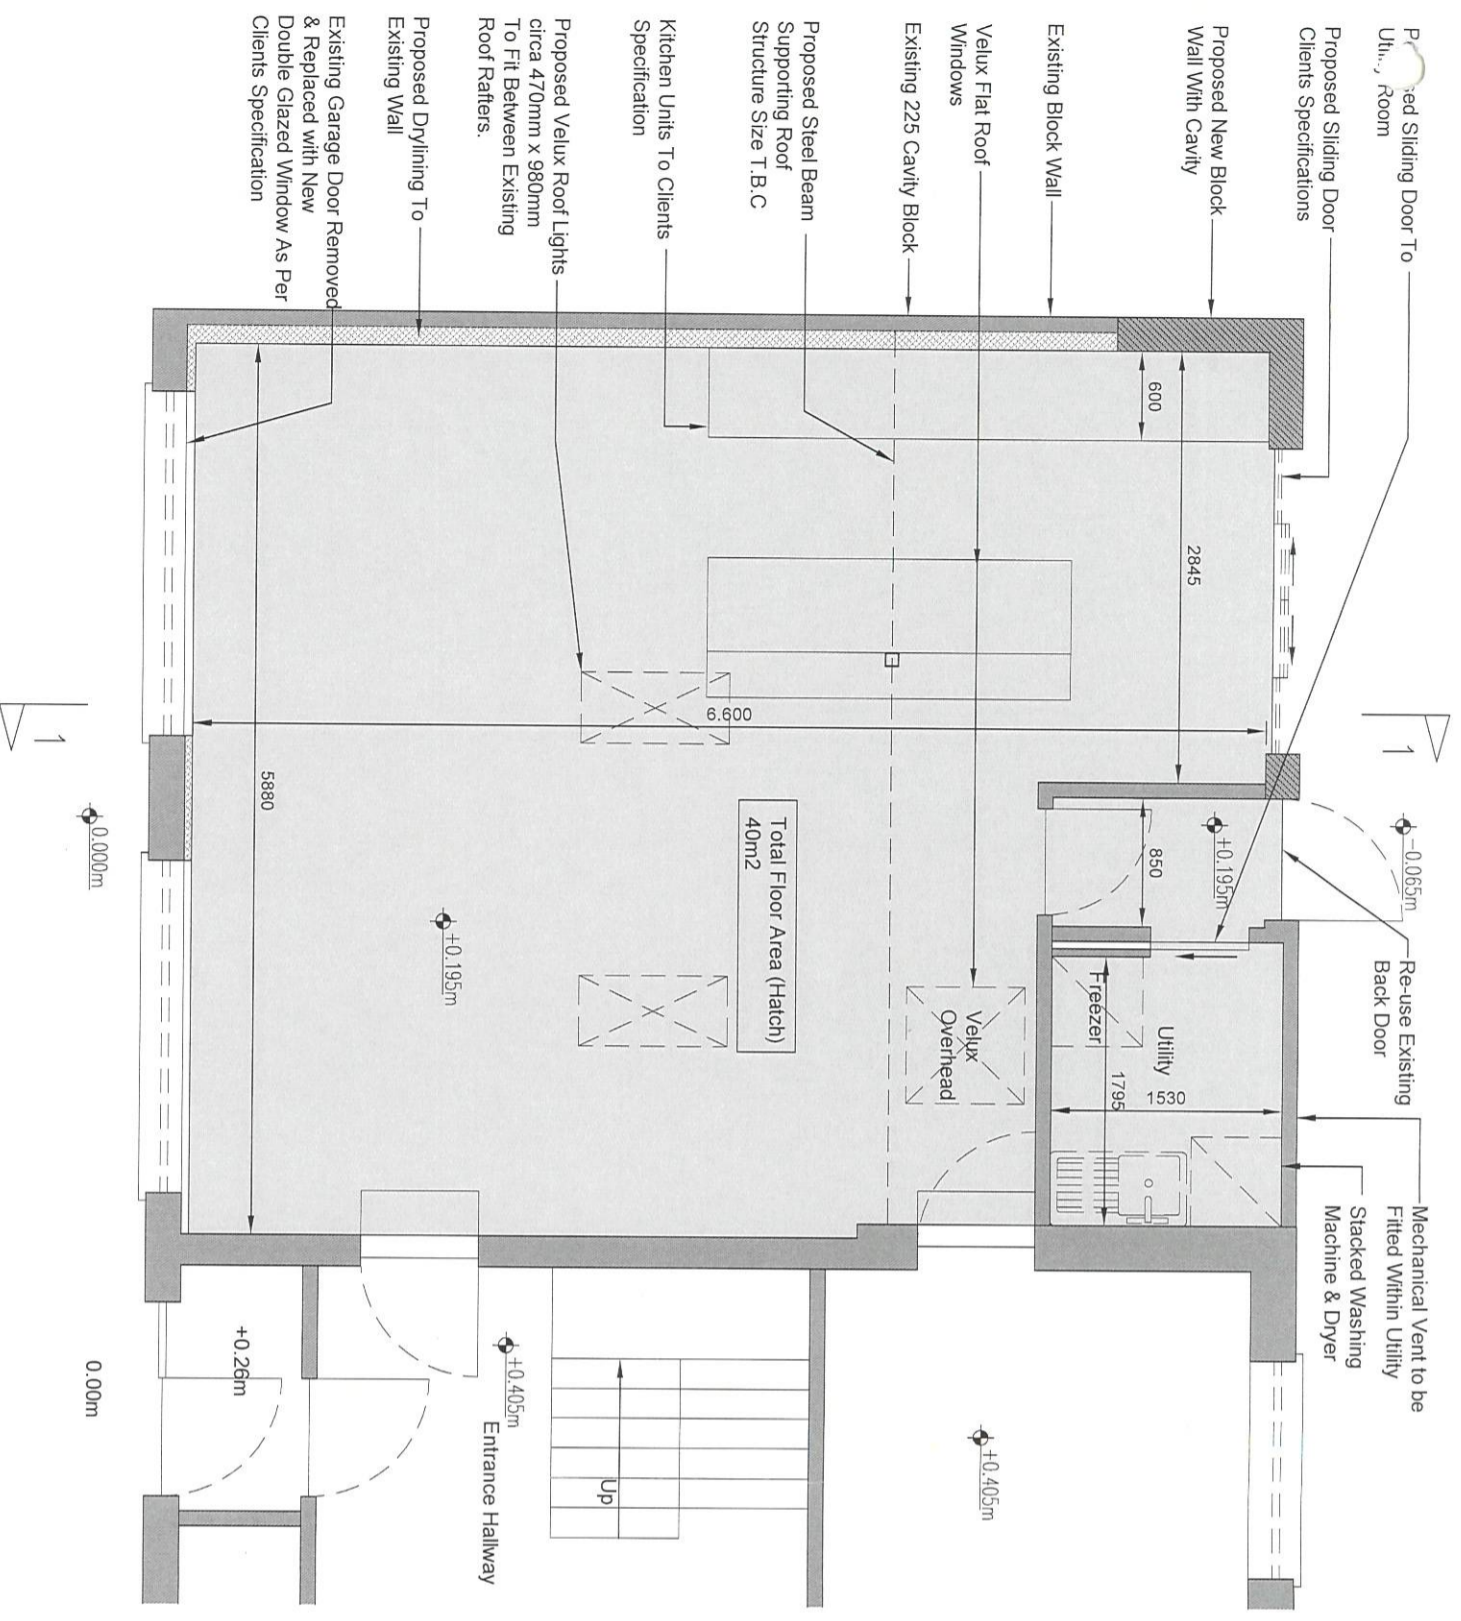 sed Sliding Door To
Room
Proposed Sliding Door
Clients Specifications
Proposed New Block
Wall With Cavity
Existing Block Wall
Velux Flat Roof
Windows
Existing 225 Cavity Block
Proposed Steel Beam
Supporting Roof
Structure Size T.B.C
Kitchen Units To Clients
Specification
Proposed Velux Roof Lights
circa 470mm x 980mm
To Fit Between Existing
Roof Rafters.
Proposed Drylining To
Existing Wall
Existing Garage Door Removed
& Replaced with New
Double Glazed Window As Per
Clients Specification
600
2845
6.600
5880
850
1
1
-0.065m
+0.195m
Re-use Existing
Back Door
Mechanical Vent to be
Fitted Within Utility
Stacked Washing
Machine & Dryer
Utility
Freezer
1530
1795
Velux
Overhead
Total Floor Area (Hatch)
40m2
+0.195m
0.000m
+0.405m
+0.405m
Up
Entrance Hallway
+0.26m
0.00m